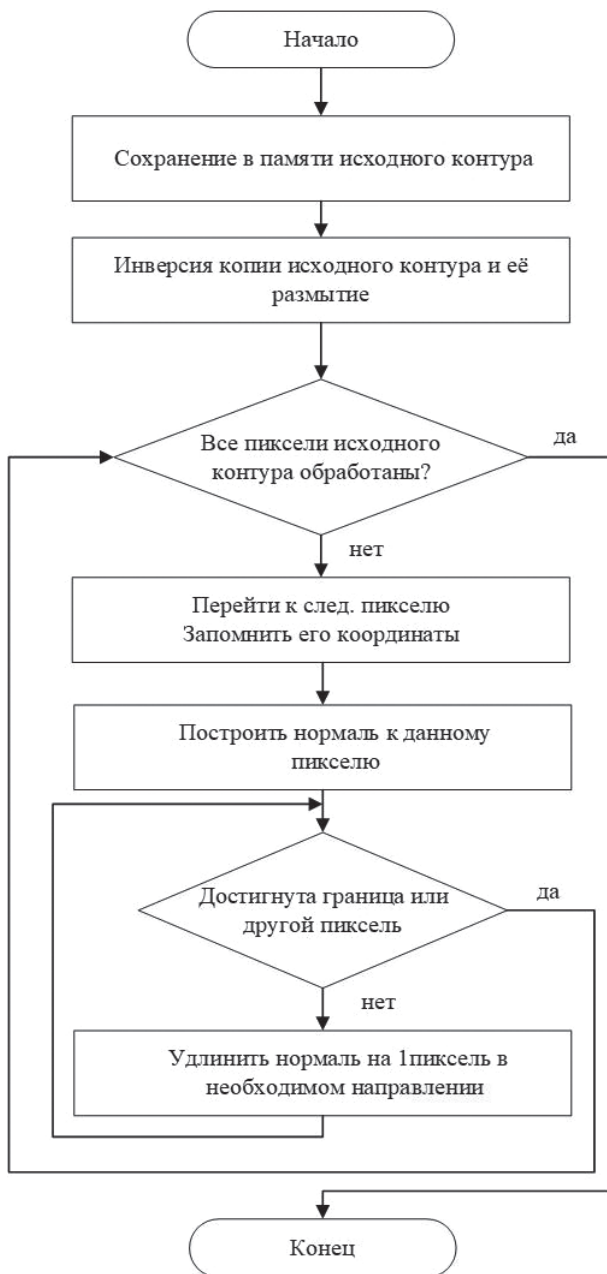 Начало
Сохранение в памяти исходного контура
Инверсия копии исходного контура и её
размытие
Все пиксели исходного
контура обработаны?
да
нет
Перейти к след. пикселю
Запомнить его координаты
Построить нормаль к данному
пикселю
Достигнута граница или
другой пиксель
да
нет
Удлинить нормаль на 1пиксель в
необходимом направлении
Конец